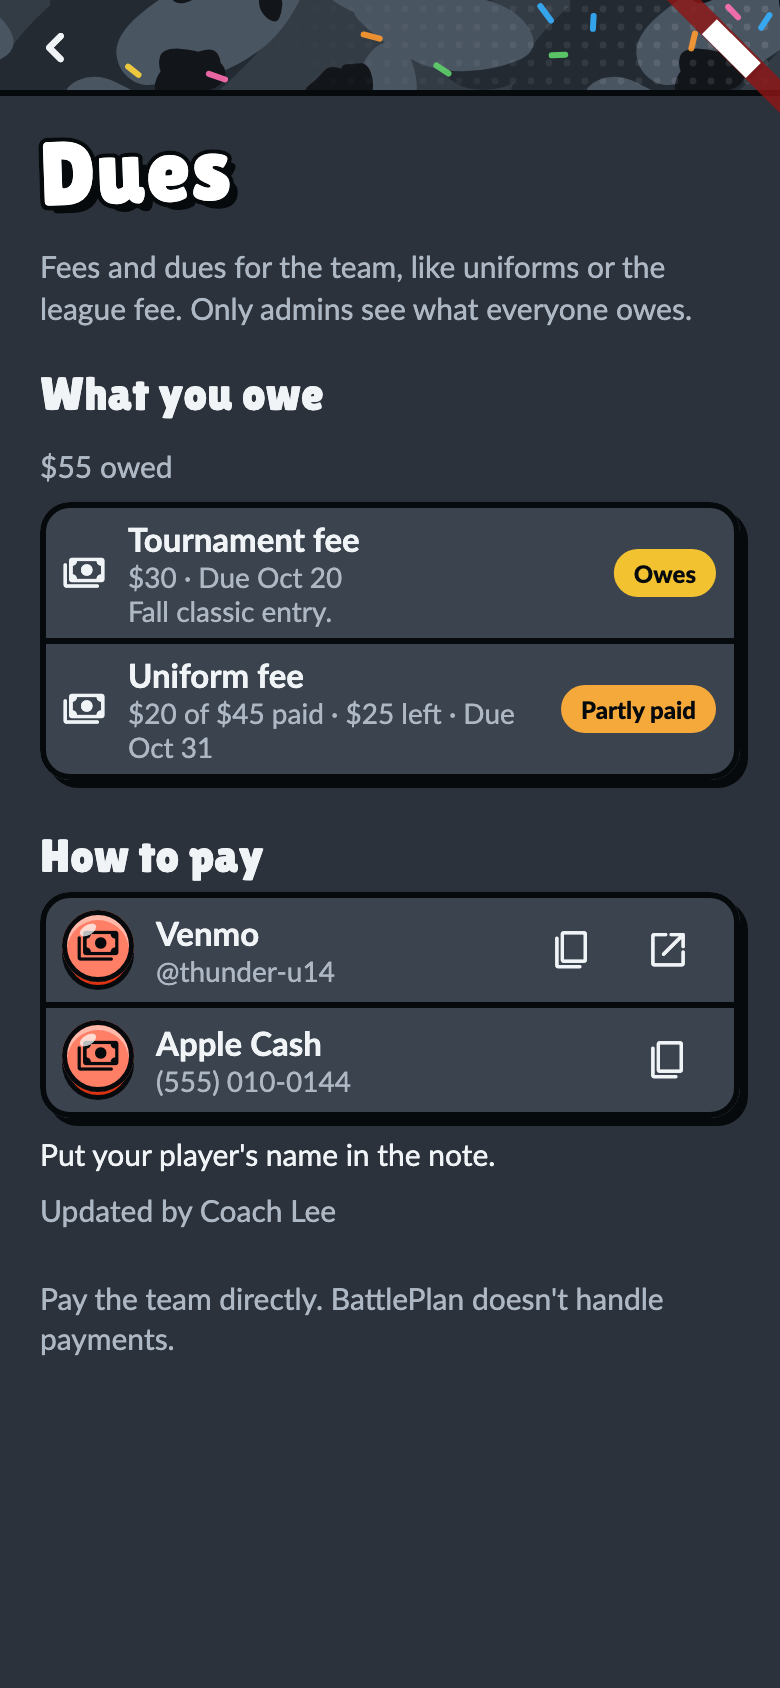 Dues
Fees and dues for the team, like uniforms or the
league fee. Only admins see what everyone owes.
What you owe
$55 owed
Tournament fee
$30 · Due Oct 20
Fall classic entry.
Owes
Uniform fee
$20 of $45 paid · $25 left · Due
Oct 31
Partly paid
How to pay
Venmo
@thunder-u14
Apple Cash
(555) 010-0144
Put your player's name in the note.
Updated by Coach Lee
Pay the team directly. BattlePlan doesn't handle
payments.